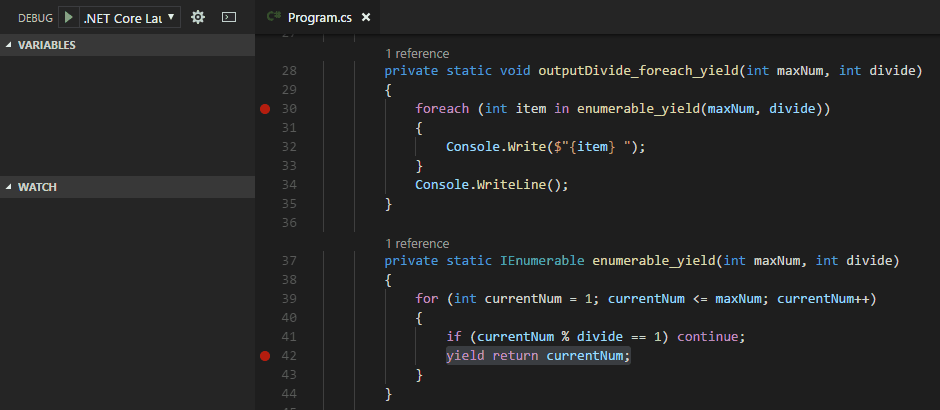 DEBUG .NET Core Lau
C# Program.cs
VARIABLES
WATCH
27
1 reference
28 private static void outputDivide_foreach_yield(int maxNum, int divide)
29 {
30 foreach (int item in enumerable_yield(maxNum, divide))
31 {
32 Console.Write($"{item} ");
33 }
34 Console.WriteLine();
35 }
36
1 reference
37 private static IEnumerable enumerable_yield(int maxNum, int divide)
38 {
39 for (int currentNum = 1; currentNum <= maxNum; currentNum++)
40 {
41 if (currentNum % divide == 1) continue;
42 yield return currentNum;
43 }
44 }